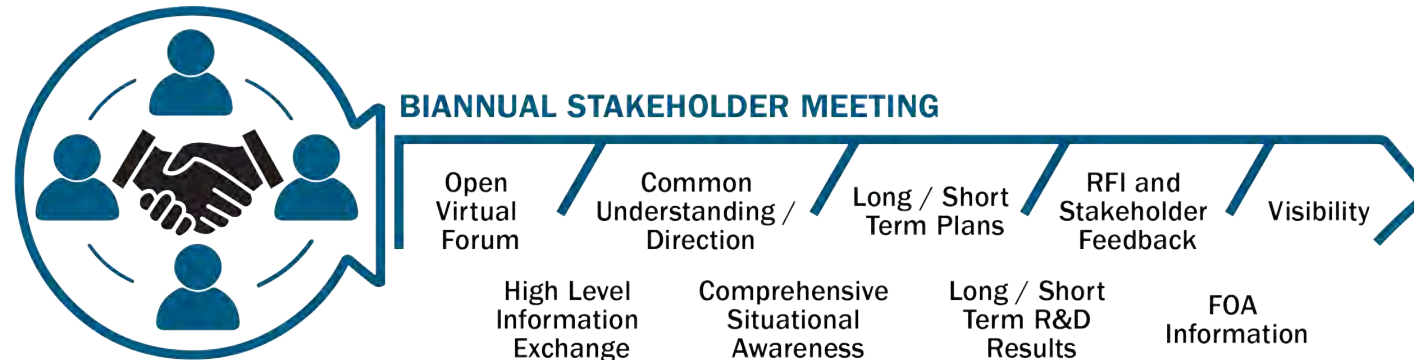 BIANNUAL STAKEHOLDER MEETING
Open
Virtual
Forum
Common
Understanding /
Direction
Long / Short
Term Plans
RFI and
Stakeholder
Feedback
Visibility
High Level
Information
Exchange
Comprehensive
Situational
Awareness
Long / Short
Term R&D
Results
FOA
Information